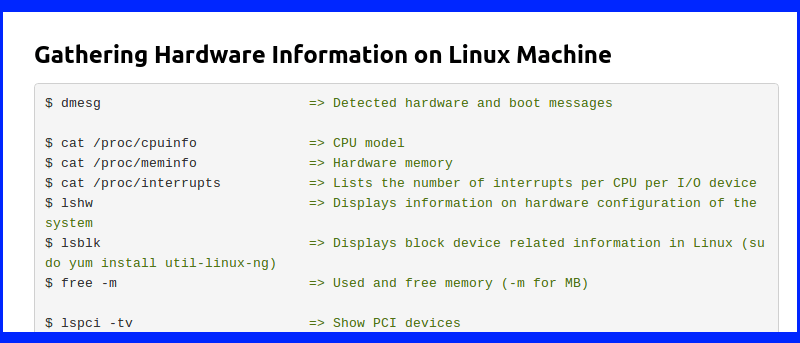 Gathering Hardware Information on Linux Machine
$ dmesg => Detected hardware and boot messages
$ cat /proc/cpuinfo => CPU model
$ cat /proc/meminfo => Hardware memory
$ cat /proc/interrupts => Lists the number of interrupts per CPU per I/O device
$ lshw => Displays information on hardware configuration of the
system
$ lsblk => Displays block device related information in Linux (su
do yum install util-linux-ng)
$ free -m => Used and free memory (-m for MB)
$ lspci -tv => Show PCI devices